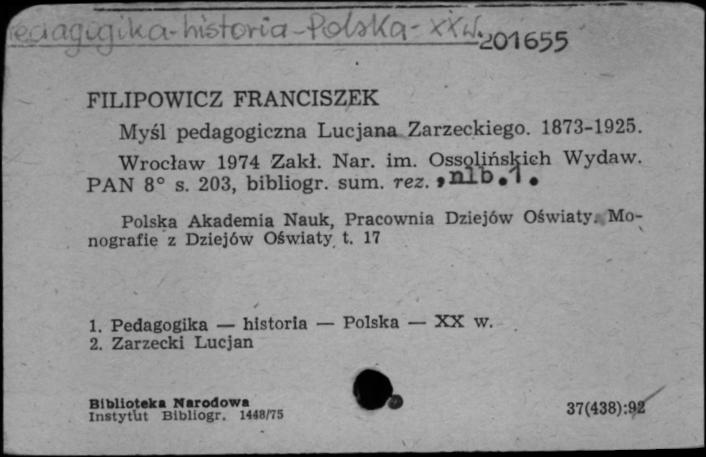 Pedagogika-historia-Polska-XXw.
201655
FILIPOWICZ FRANCISZEK
Myśl pedagogiczna Lucjana Zarzeckiego. 1873-1925.
Wrocław 1974 Zakł. Nar. im. Ossolińskich Wydaw.
PAN 8° s. 203, bibliogr. sum. rez. , nlb. 1.
Polska Akademia Nauk, Pracownia Dziejów Oświaty. Mo-
nografie z Dziejów Oświaty t. 17
1. Pedagogika — historia — Polska — XX w.
2. Zarzecki Lucjan
Biblioteka Narodowa
Instytut Bibliogr. 1448/75
37(438):92